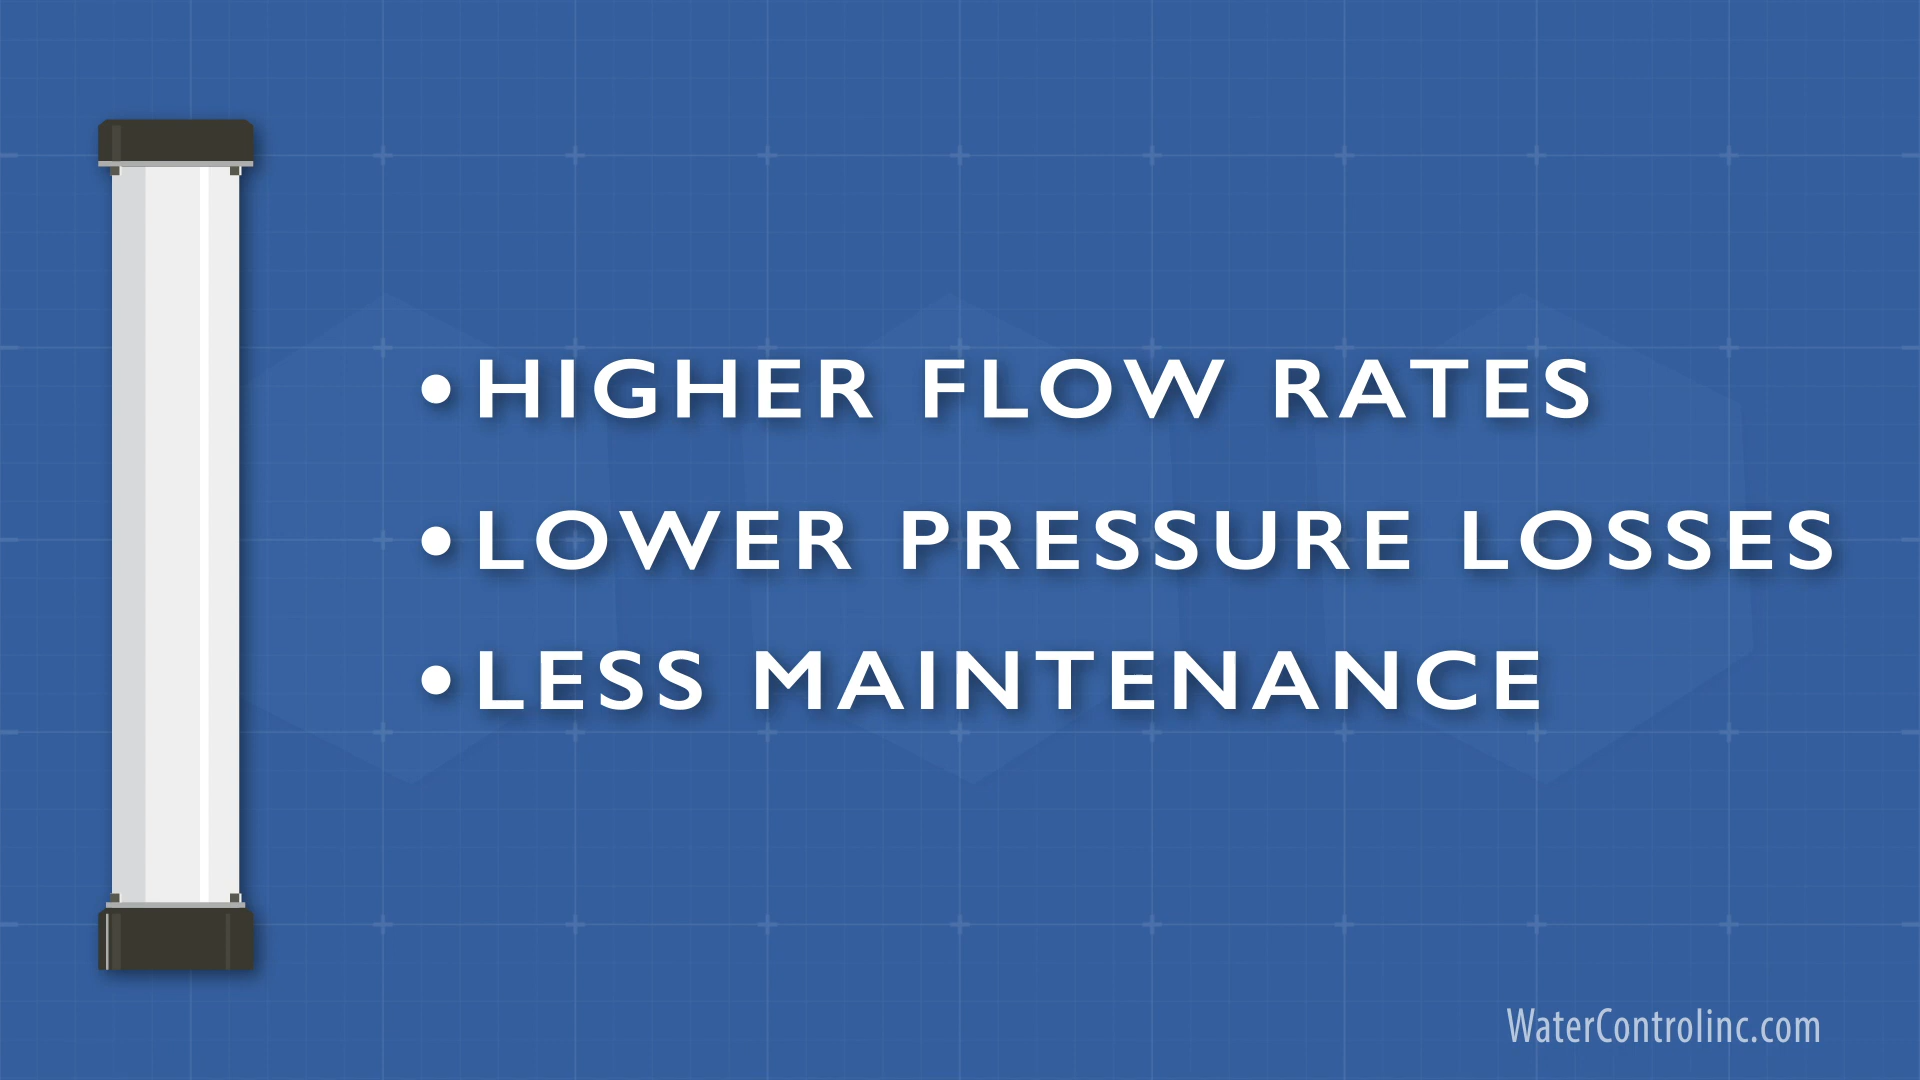 •HIGHER FLOW RATES
•LOWER PRESSURE LOSSES
•LESS MAINTENANCE
WaterControlinc.com